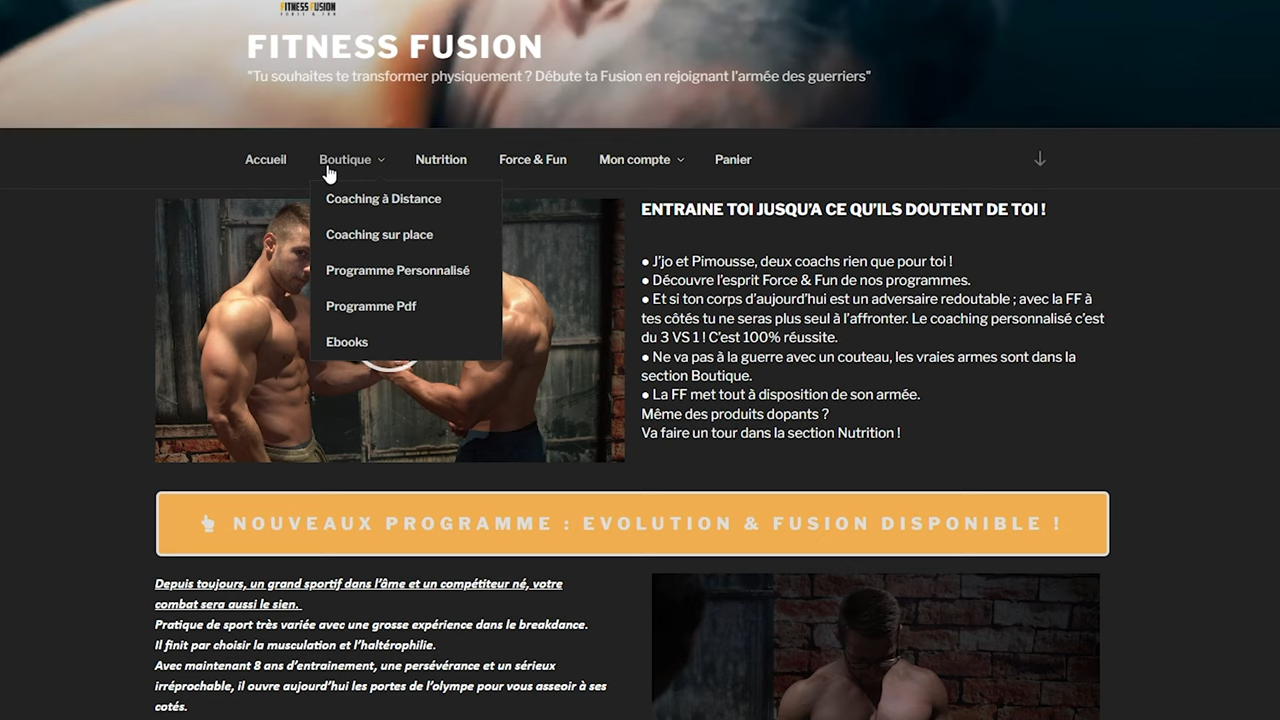 FITNESS FUSION
FORCE & FUN
FITNESS FUSION
"Tu souhaites te transformer physiquement ? Débute ta Fusion en rejoignant l'armée des guerriers"
Accueil Boutique Nutrition Force & Fun Mon compte Panier
Coaching à Distance
Coaching sur place
Programme Personnalisé
Programme Pdf
Ebooks
ENTRAINE TOI JUSQU'A CE QU'ILS DOUTENT DE TOI !
● J'jo et Pimousse, deux coachs rien que pour toi !
● Découvre l'esprit Force & Fun de nos programmes.
● Et si ton corps d'aujourd'hui est un adversaire redoutable ; avec la FF à
tes côtés tu ne seras plus seul à l'affronter. Le coaching personnalisé c'est
du 3 VS 1 ! C'est 100% réussite.
● Ne va pas à la guerre avec un couteau, les vraies armes sont dans la
section Boutique.
● La FF met tout à disposition de son armée.
Même des produits dopants ?
Va faire un tour dans la section Nutrition !
NOUVEAUX PROGRAMME : EVOLUTION & FUSION DISPONIBLE !
Depuis toujours, un grand sportif dans l'âme et un compétiteur né, votre
combat sera aussi le sien.
Pratique de sport très variée avec une grosse expérience dans le breakdance.
Il finit par choisir la musculation et l'haltérophilie.
Avec maintenant 8 ans d'entrainement, une persévérance et un sérieux
irréprochable, il ouvre aujourd'hui les portes de l'olympe pour vous asseoir à ses
cotés.